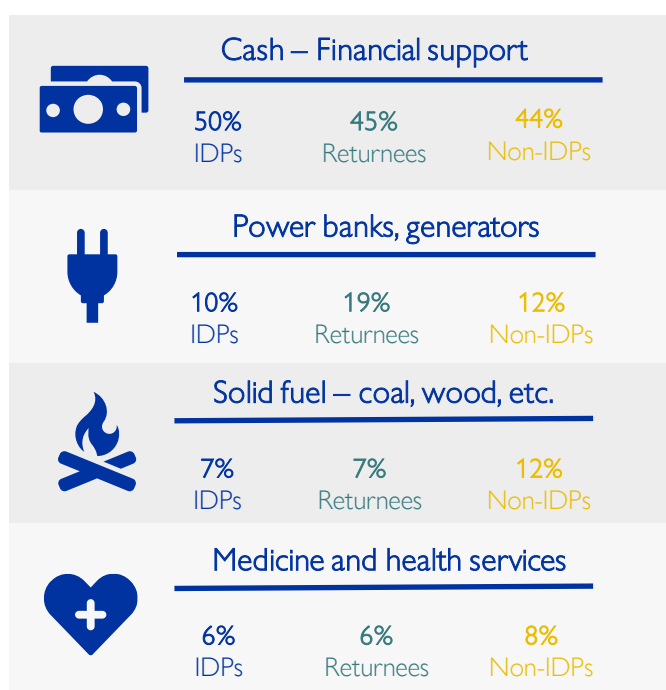 Cash – Financial support
50% 45% 44%
IDPs Returnees Non-IDPs
Power banks, generators
10% 19% 12%
IDPs Returnees Non-IDPs
Solid fuel – coal, wood, etc.
7% 7% 12%
IDPs Returnees Non-IDPs
Medicine and health services
6% 6% 8%
IDPs Returnees Non-IDPs